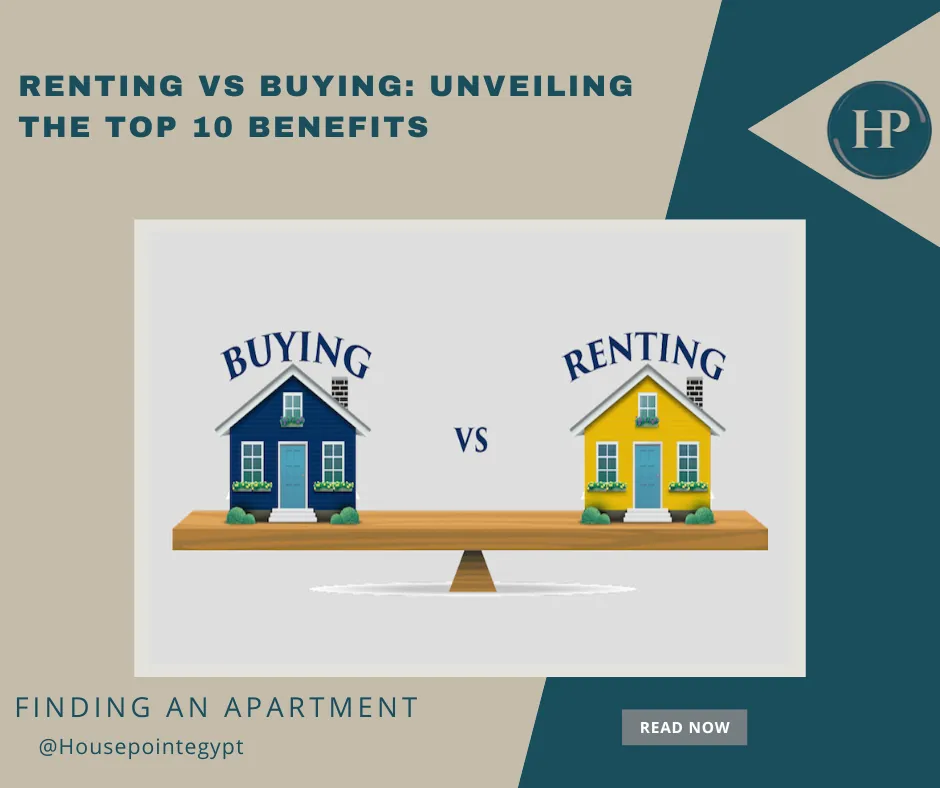 RENTING VS BUYING: UNVEILING
THE TOP 10 BENEFITS
HP
BUYING
RENTING
VS
FINDING AN APARTMENT
@Housepointegypt
READ NOW